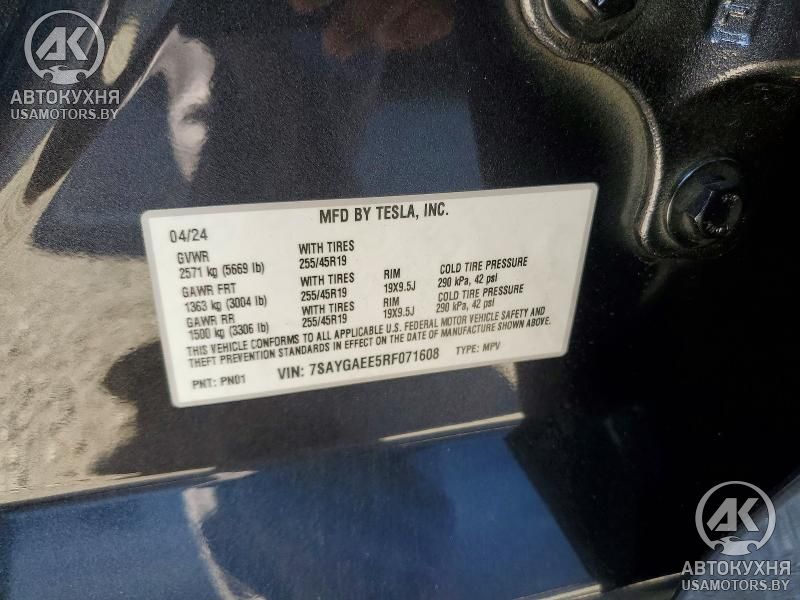 AK
АВТОКУХНЯ
USAMOTORS.BY
MFD BY TESLA, INC.
04/24
GVWR WITH TIRES
2571 kg (5669 lb) 255/45R19
GAWR FRT WITH TIRES RIM COLD TIRE PRESSURE
1363 kg (3004 lb) 255/45R19 19X9.5J 290 kPa, 42 psi
GAWR RR WITH TIRES RIM COLD TIRE PRESSURE
1500 kg (3306 lb) 255/45R19 19X9.5J 290 kPa, 42 psi
THIS VEHICLE CONFORMS TO ALL APPLICABLE U.S. FEDERAL MOTOR VEHICLE SAFETY AND
THEFT PREVENTION STANDARDS IN EFFECT ON THE DATE OF MANUFACTURE SHOWN ABOVE.
PNT: PN01 VIN: 7SAYGAEE5RF071608 TYPE: MPV
AK
АВТОКУХНЯ
USAMOTORS.BY